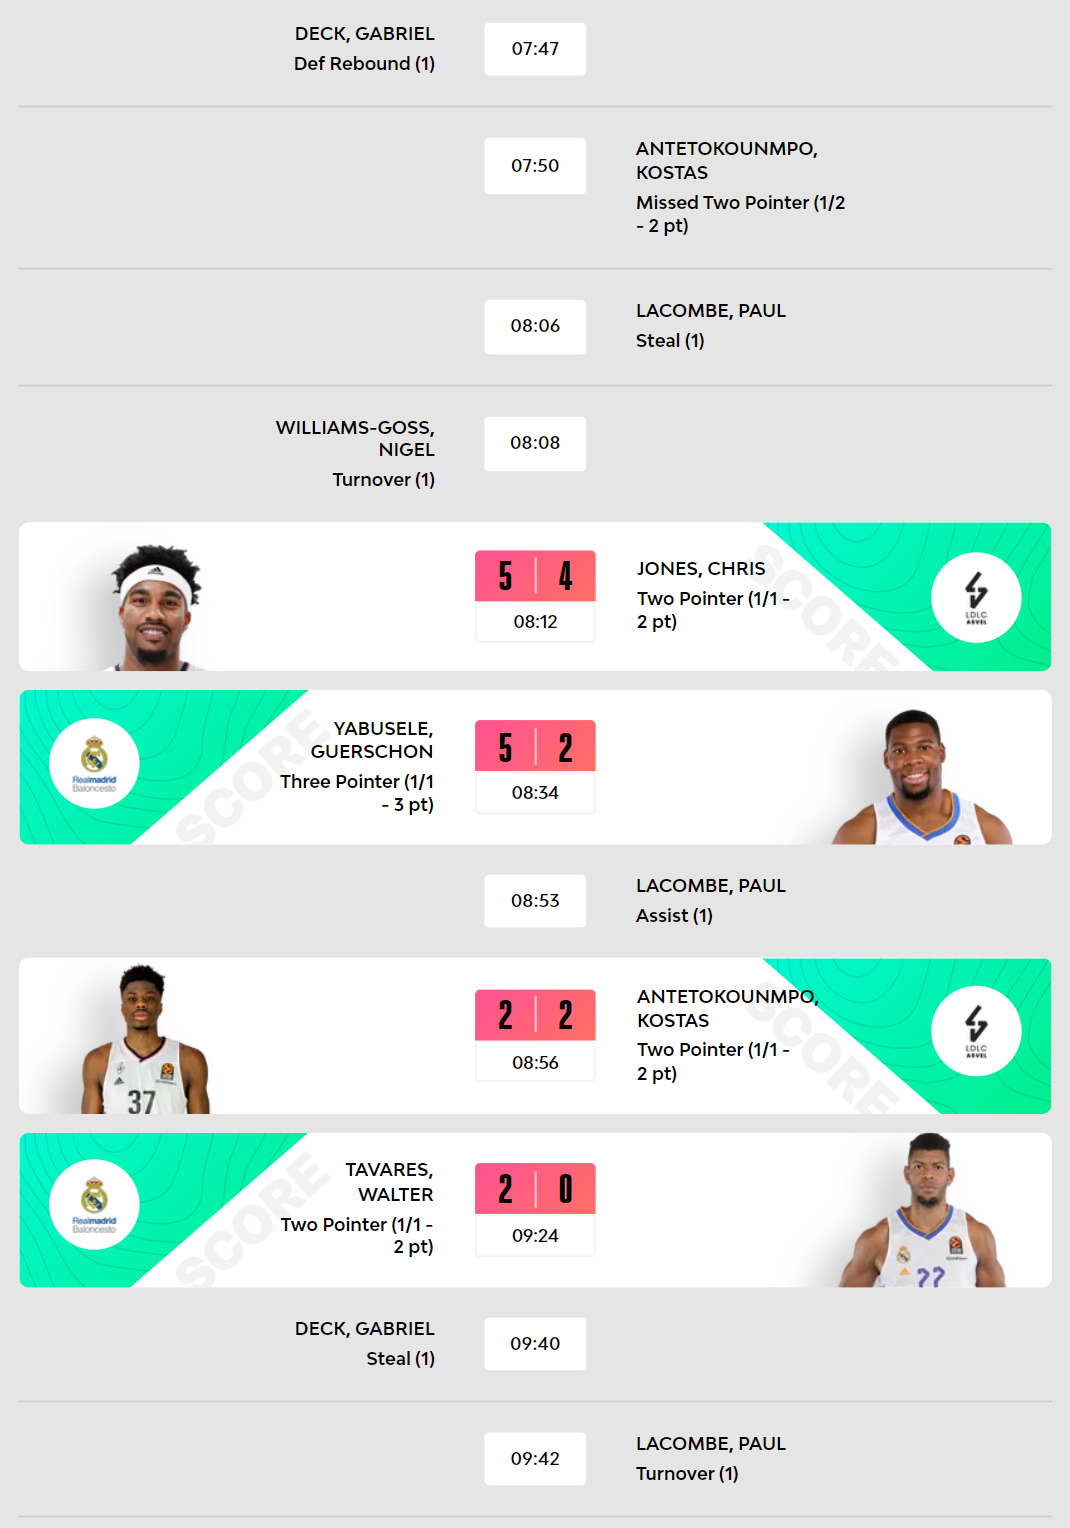 DECK, GABRIEL
Def Rebound (1)
07:47
07:50
ANTETOKOUNMPO,
KOSTAS
Missed Two Pointer (1/2
- 2 pt)
08:06
LACOMBE, PAUL
Steal (1)
WILLIAMS-GOSS,
NIGEL
Turnover (1)
08:08
5 4
08:12
JONES, CHRIS
Two Pointer (1/1 -
2 pt)
SCORE
LDLC
ASVEL
Realmadrid
Baloncesto
SCORE
YABUSELE,
GUERSCHON
Three Pointer (1/1
- 3 pt)
5 2
08:34
08:53
LACOMBE, PAUL
Assist (1)
37
2 2
08:56
ANTETOKOUNMPO,
KOSTAS
Two Pointer (1/1 -
2 pt)
SCORE
LDLC
ASVEL
Realmadrid
Baloncesto
SCORE
TAVARES,
WALTER
Two Pointer (1/1 -
2 pt)
2 0
09:24
22
DECK, GABRIEL
Steal (1)
09:40
09:42
LACOMBE, PAUL
Turnover (1)